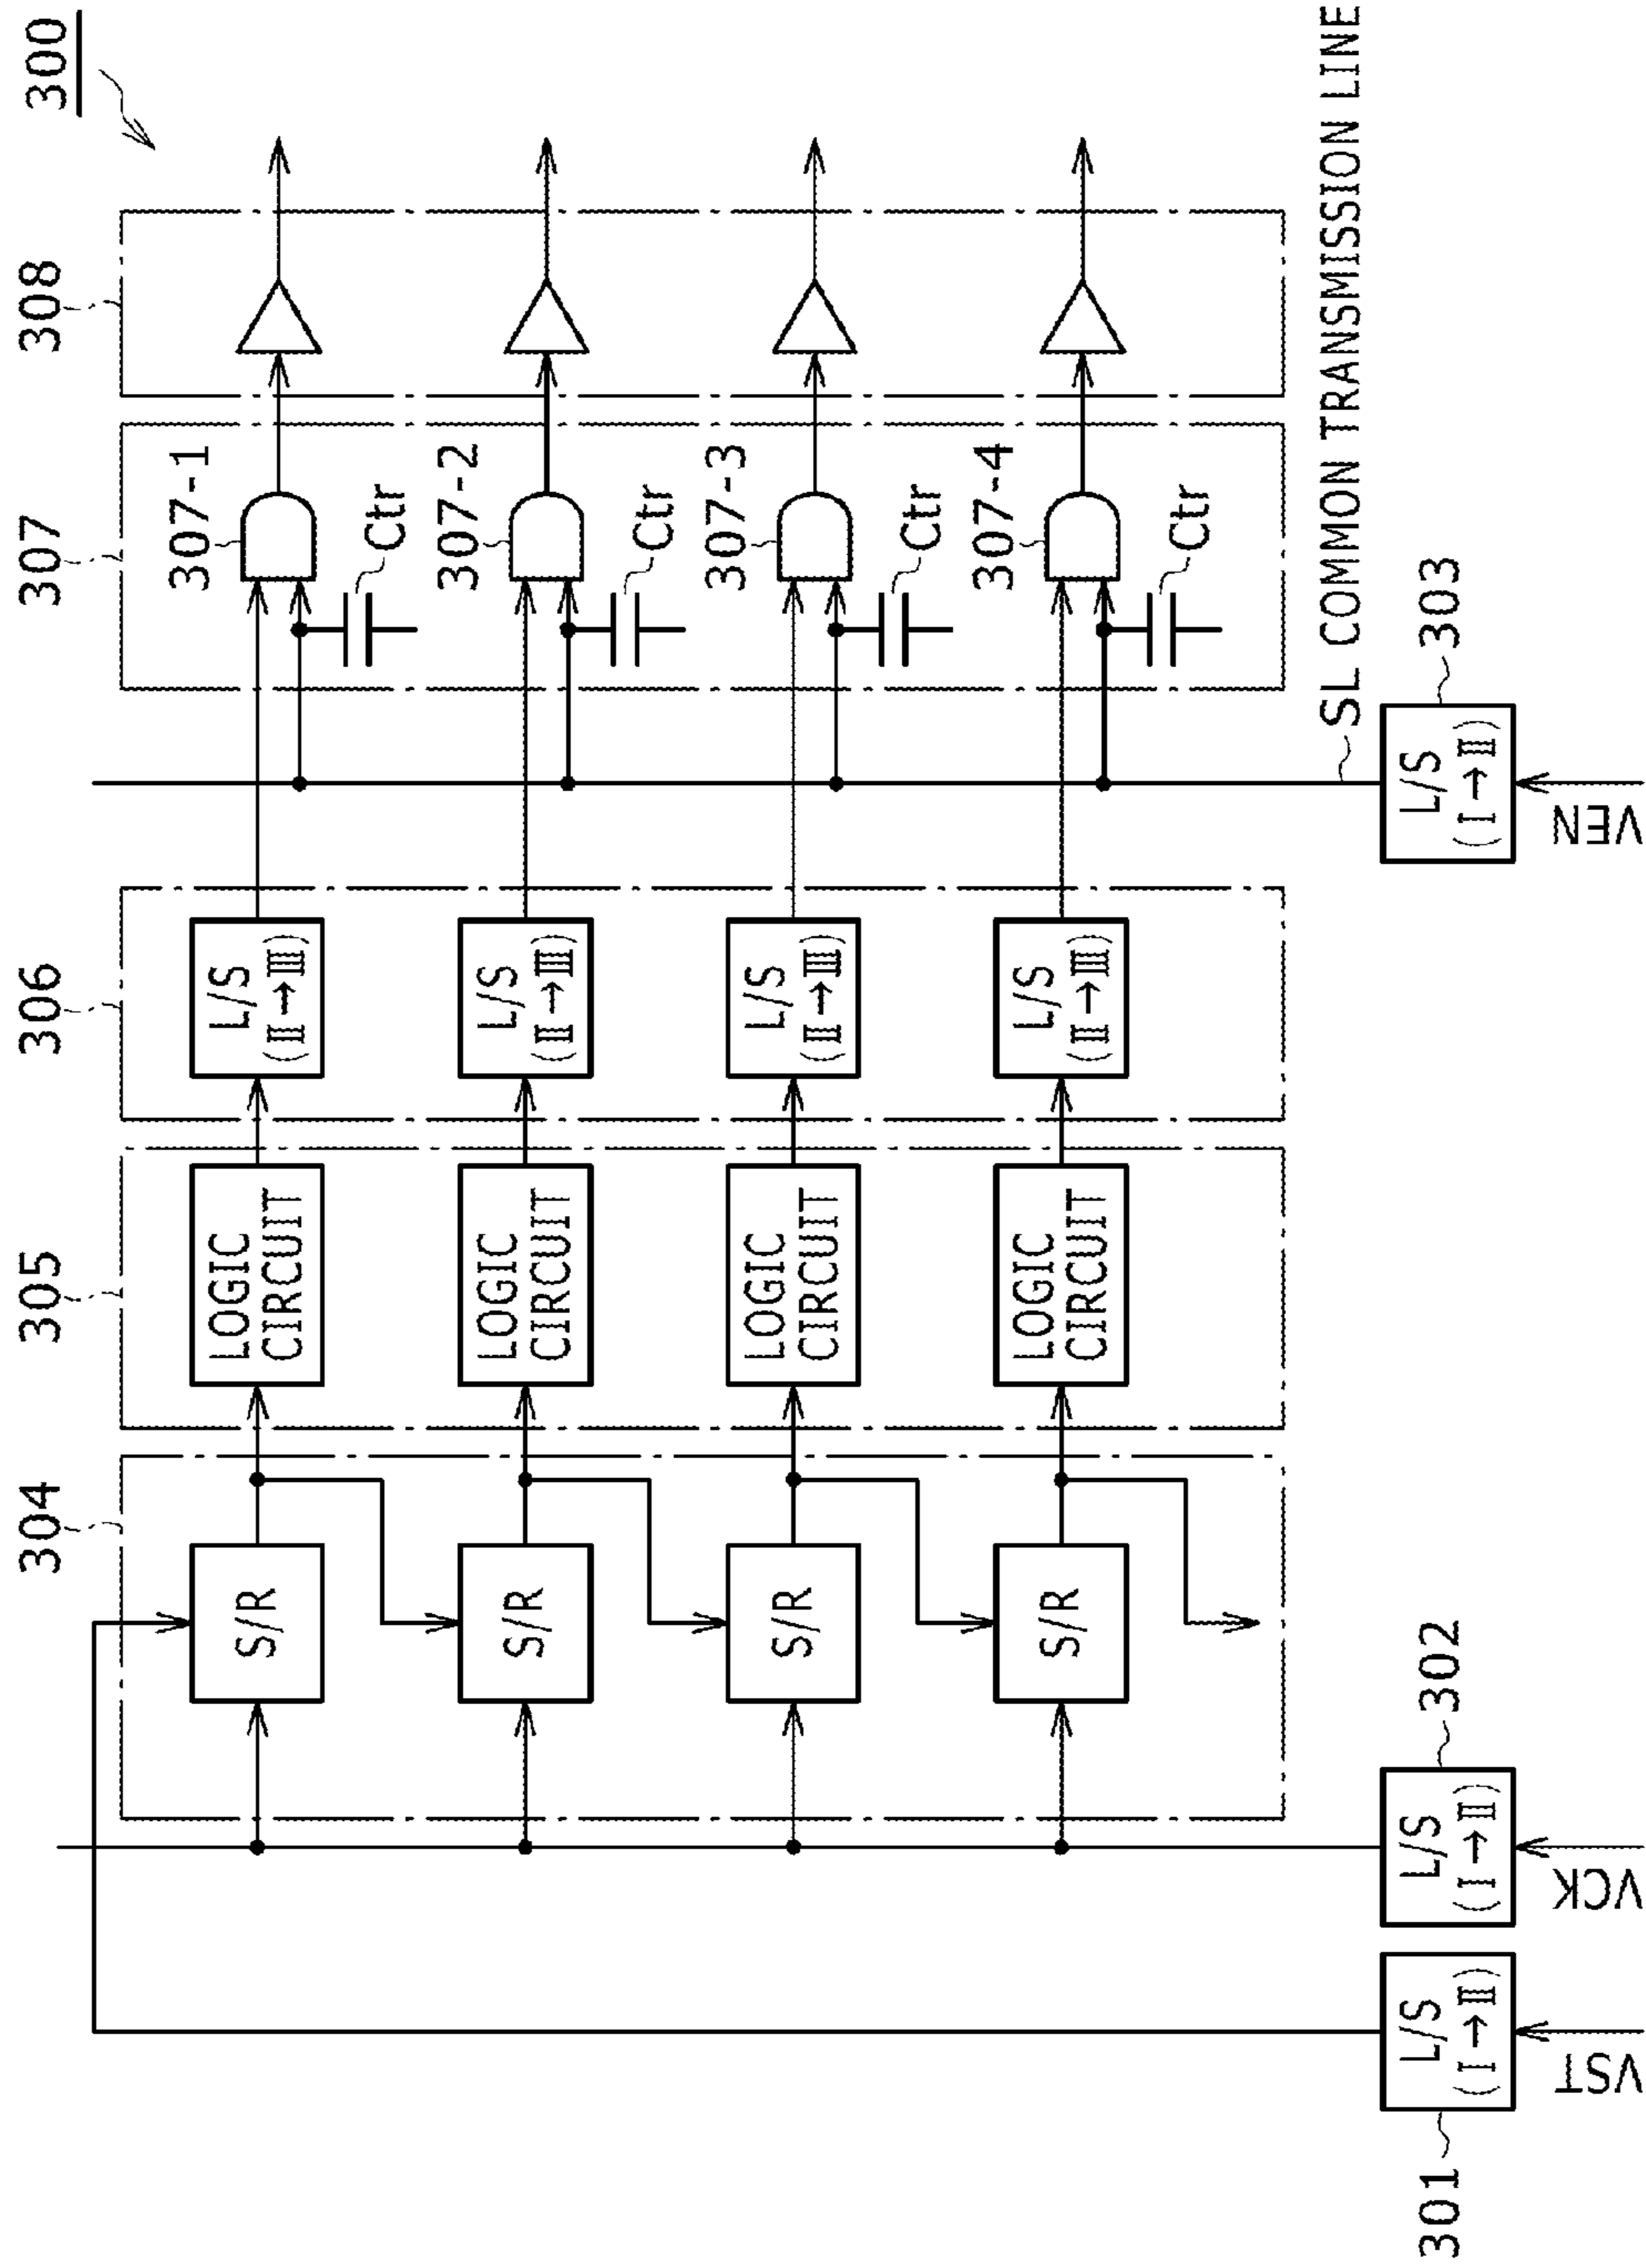 300
304
305
306
307
308
307-1
S/R
LOGIC
CIRCUIT
L/S
(Ⅱ→Ⅲ)
Ctr
307-2
S/R
LOGIC
CIRCUIT
L/S
(Ⅱ→Ⅲ)
Ctr
307-3
S/R
LOGIC
CIRCUIT
L/S
(Ⅱ→Ⅲ)
Ctr
307-4
S/R
LOGIC
CIRCUIT
L/S
(Ⅱ→Ⅲ)
Ctr
SL COMMON TRANSMISSION LINE
301
L/S
(Ⅰ→Ⅱ)
VST
302
L/S
(Ⅰ→Ⅱ)
VCK
303
L/S
(Ⅰ→Ⅱ)
VEN